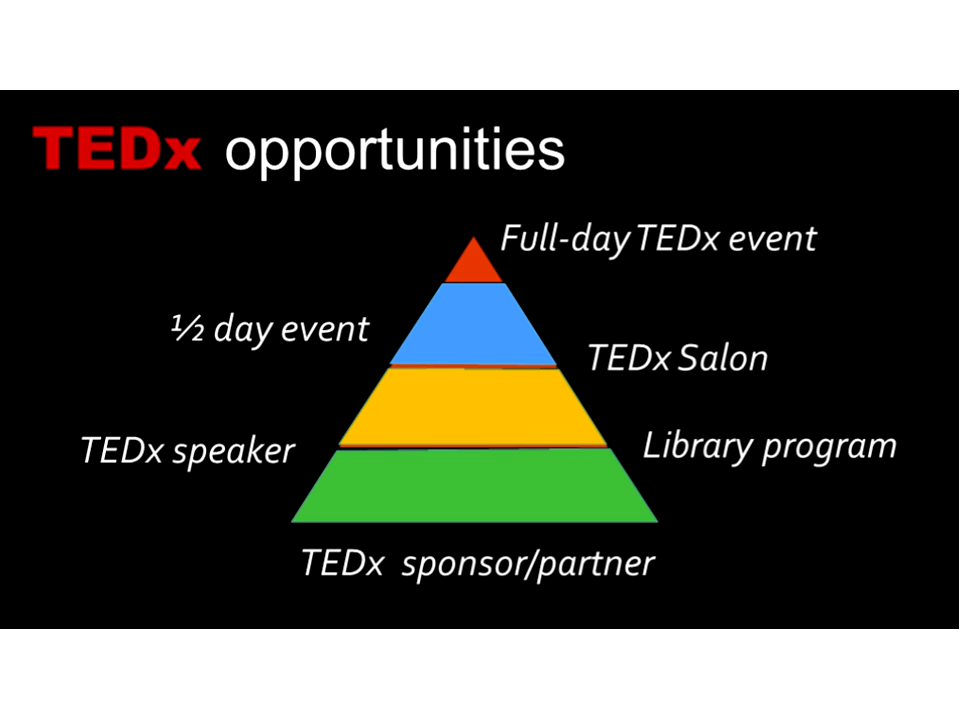 TEDx opportunities
Full-day TEDx event
½ day event
TEDx Salon
TEDx speaker
Library program
TEDx sponsor/partner